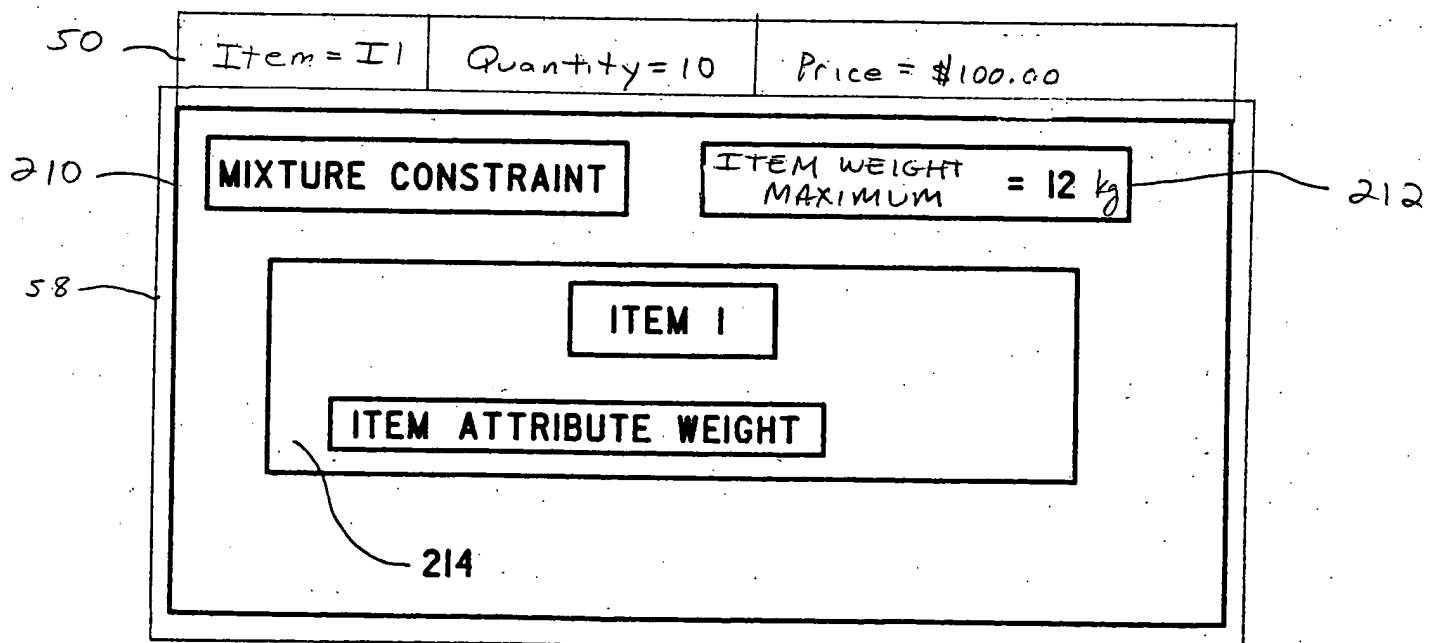 50 Item = I1 Quantity = 10 Price = $100.00
210 MIXTURE CONSTRAINT ITEM WEIGHT MAXIMUM = 12 kg 212
58 ITEM 1
ITEM ATTRIBUTE WEIGHT
214